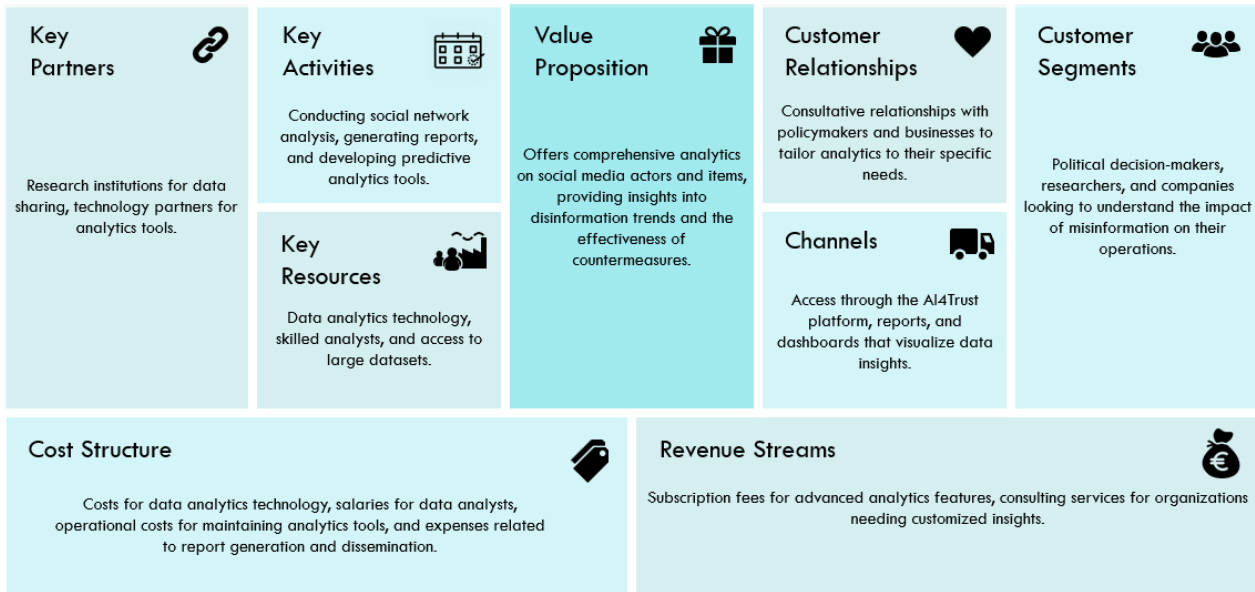 Key
Partners
Research institutions for data
sharing, technology partners for
analytics tools.
Key
Activities
Conducting social network
analysis, generating reports,
and developing predictive
analytics tools.
Key
Resources
Data analytics technology,
skilled analysts, and access to
large datasets.
Value
Proposition
Offers comprehensive analytics
on social media actors and items,
providing insights into
disinformation trends and the
effectiveness of
countermeasures.
Customer
Relationships
Consultative relationships with
policymakers and businesses to
tailor analytics to their specific
needs.
Channels
Access through the AI4Trust
platform, reports, and
dashboards that visualize data
insights.
Customer
Segments
Political decision-makers,
researchers, and companies
looking to understand the impact
of misinformation on their
operations.
Cost Structure
Costs for data analytics technology, salaries for data analysts,
operational costs for maintaining analytics tools, and expenses related
to report generation and dissemination.
Revenue Streams
€
Subscription fees for advanced analytics features, consulting services for organizations
needing customized insights.